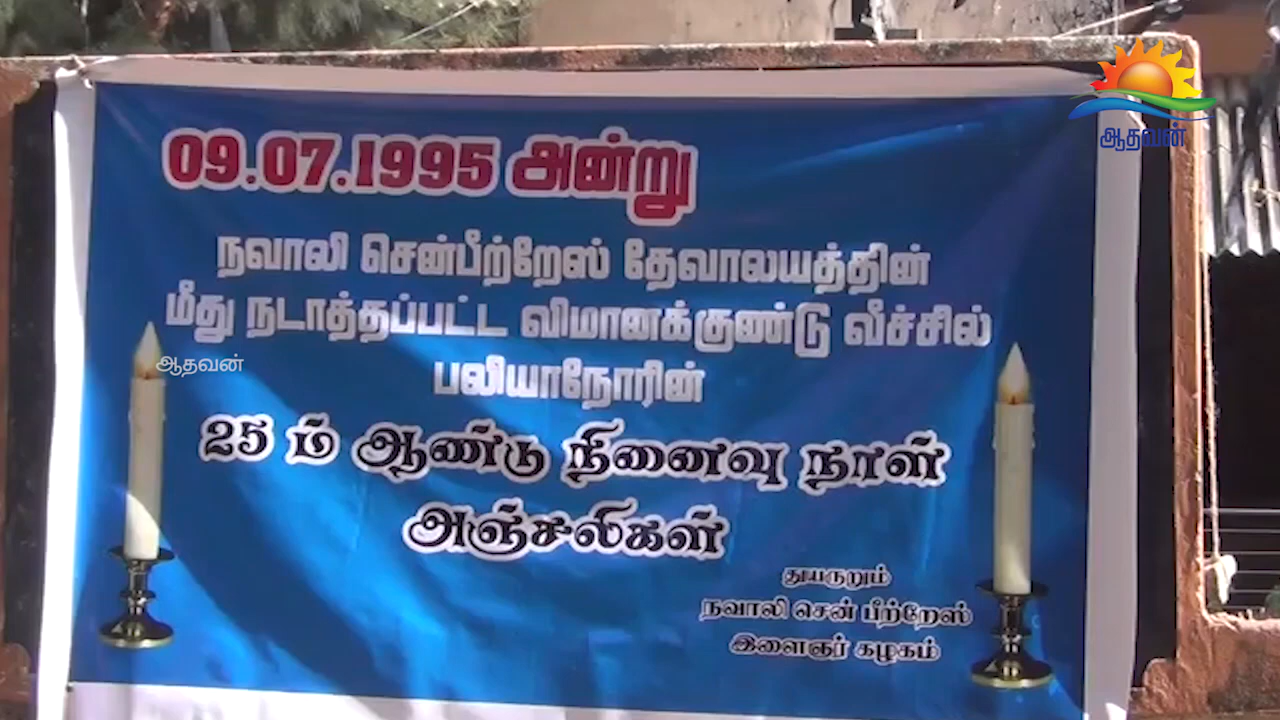 ஆதவன்
09.07.1995 அன்று
நவாலி சென்பீற்றேஸ் தேவாலயத்தின்
மீது நடாத்தப்பட்ட விமானக்குண்டு வீச்சில்
ஆதவன்
பலியாநோரின்
25 ம் ஆண்டு நினைவு நாள்
அஞ்சலிகள்
துயருறும்
நவாலி சென் பீற்றேஸ்
இளைஞர் கழகம்